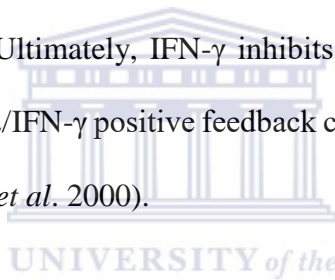 Ultimately, IFN-γ inhibits
/IFN-γ positive feedback c
et al. 2000).
UNIVERSITY of the